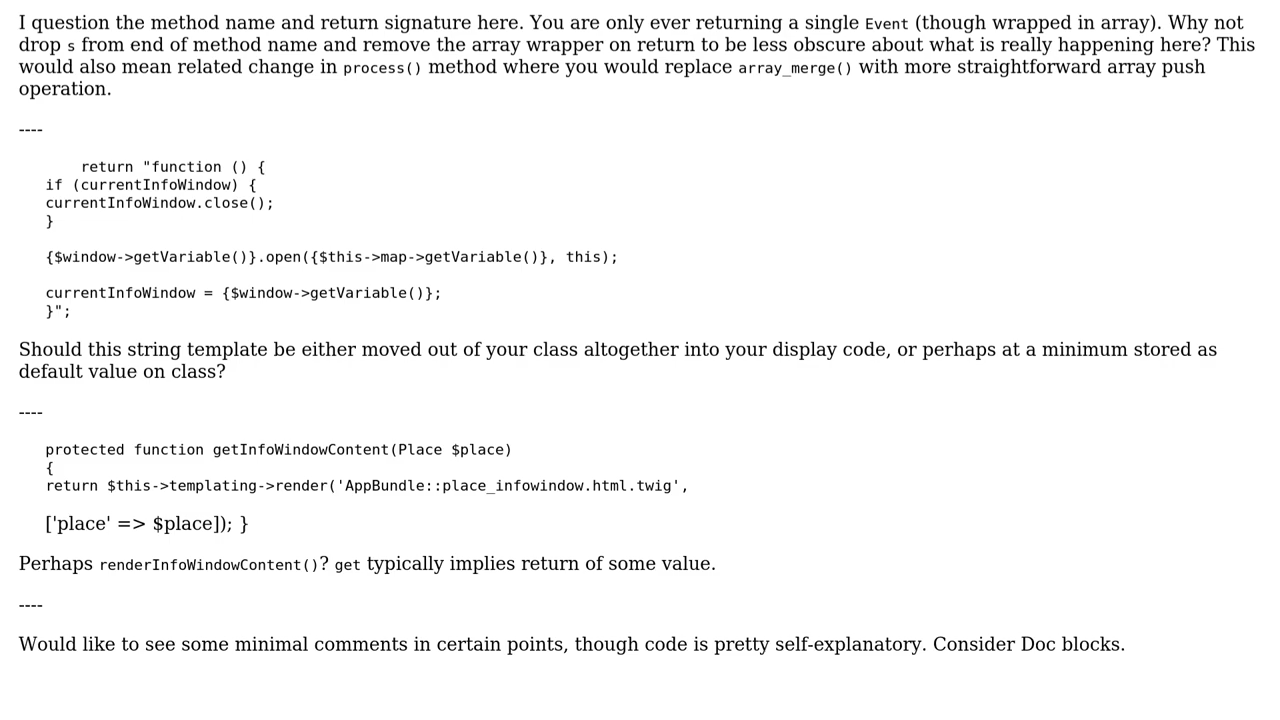 I question the method name and return signature here. You are only ever returning a single Event (though wrapped in array). Why not
drop s from end of method name and remove the array wrapper on return to be less obscure about what is really happening here? This
would also mean related change in process() method where you would replace array_merge() with more straightforward array push
operation.
----
return "function () {
if (currentInfoWindow) {
currentInfoWindow.close();
}
{$window->getVariable()}.open({$this->map->getVariable()}, this);
currentInfoWindow = {$window->getVariable()};
}";
Should this string template be either moved out of your class altogether into your display code, or perhaps at a minimum stored as
default value on class?
----
protected function getInfoWindowContent(Place $place)
{
return $this->templating->render('AppBundle::place_infowindow.html.twig',
['place' => $place]); }
Perhaps renderInfoWindowContent()? get typically implies return of some value.
----
Would like to see some minimal comments in certain points, though code is pretty self-explanatory. Consider Doc blocks.